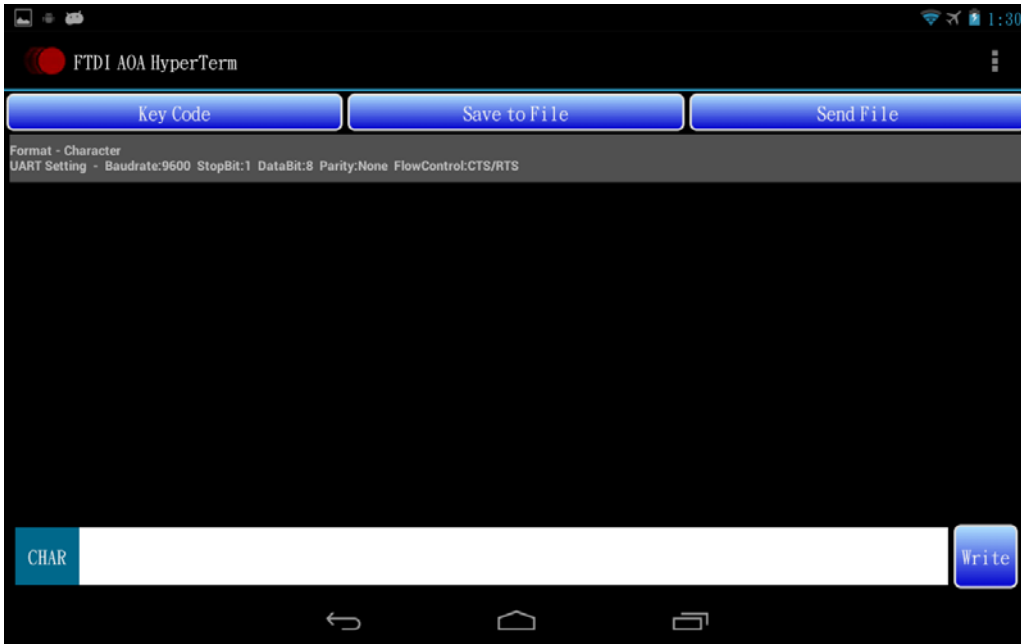 1:30
FTDI AOA HyperTerm
Key Code
Save to File
Send File
Format - Character
UART Setting - Baudrate:9600 StopBit:1 DataBit:8 Parity:None FlowControl:CTS/RTS
CHAR
Write